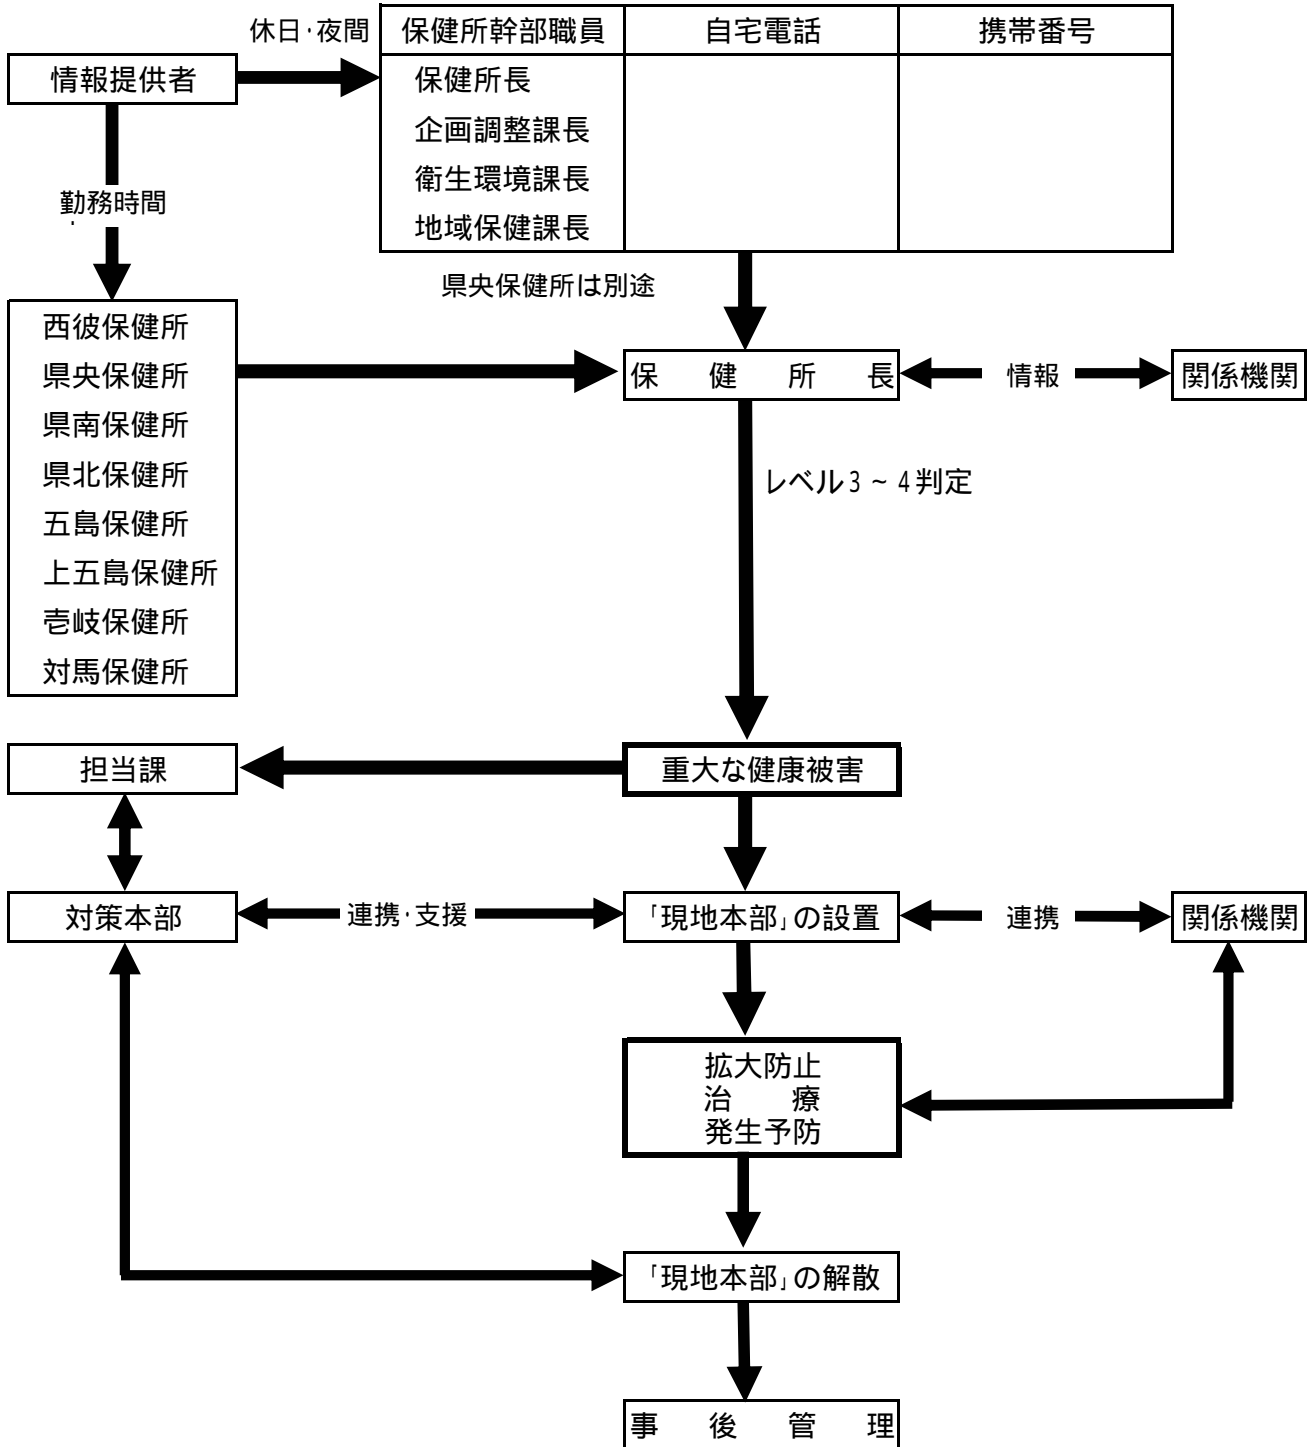 休日・夜間
保健所幹部職員 自宅電話 携帯番号
情報提供者
保健所長
企画調整課長
衛生環境課長
地域保健課長
勤務時間
県央保健所は別途
西彼保健所
県央保健所
県南保健所
県北保健所
五島保健所
上五島保健所
壱岐保健所
対馬保健所
保 健 所 長
情報
関係機関
レベル3~4判定
重大な健康被害
担当課
対策本部
連携・支援
「現地本部」の設置
連携
関係機関
拡大防止
治 療
発生予防
「現地本部」の解散
事 後 管 理